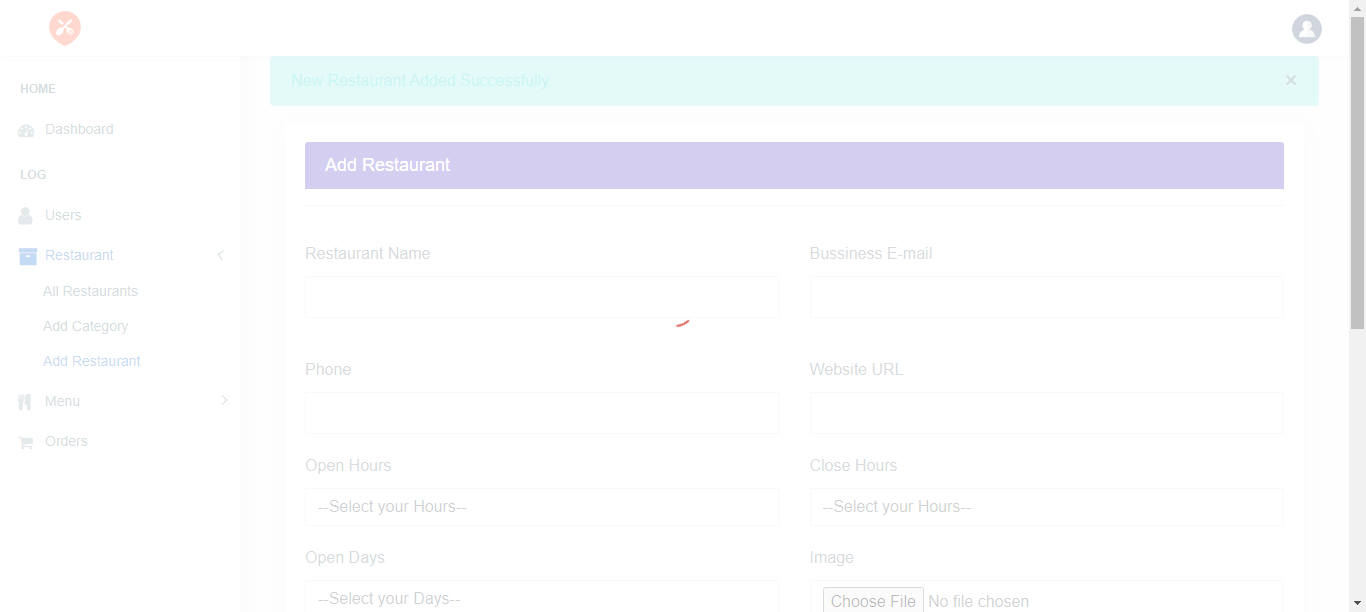 New Restaurant Added Successfully
×
HOME
Dashboard
LOG
Users
Restaurant
All Restaurants
Add Category
Add Restaurant
Menu
Orders
Add Restaurant
Restaurant Name
Bussiness E-mail
Phone
Website URL
Open Hours
Close Hours
--Select your Hours--
--Select your Hours--
Open Days
Image
--Select your Days--
Choose File No file chosen